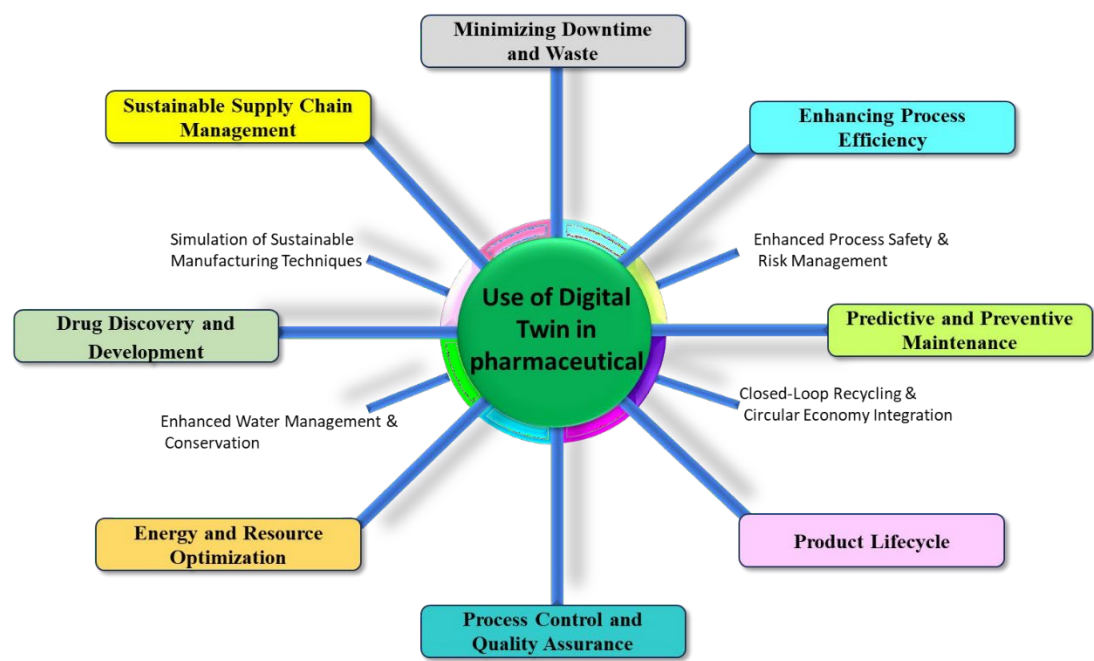 Minimizing Downtime
and Waste
Sustainable Supply Chain
Management
Enhancing Process
Efficiency
Simulation of Sustainable
Manufacturing Techniques
Enhanced Process Safety &
Risk Management
Use of Digital
Twin in
pharmaceutical
Drug Discovery and
Development
Predictive and Preventive
Maintenance
Enhanced Water Management &
Conservation
Closed-Loop Recycling &
Circular Economy Integration
Energy and Resource
Optimization
Product Lifecycle
Process Control and
Quality Assurance